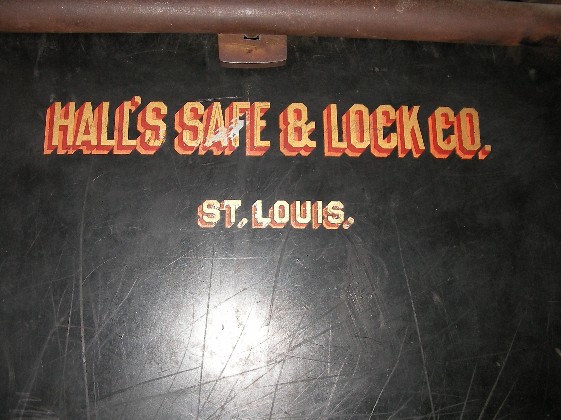 HALL'S SAFE & LOCK CO.
ST. LOUIS.